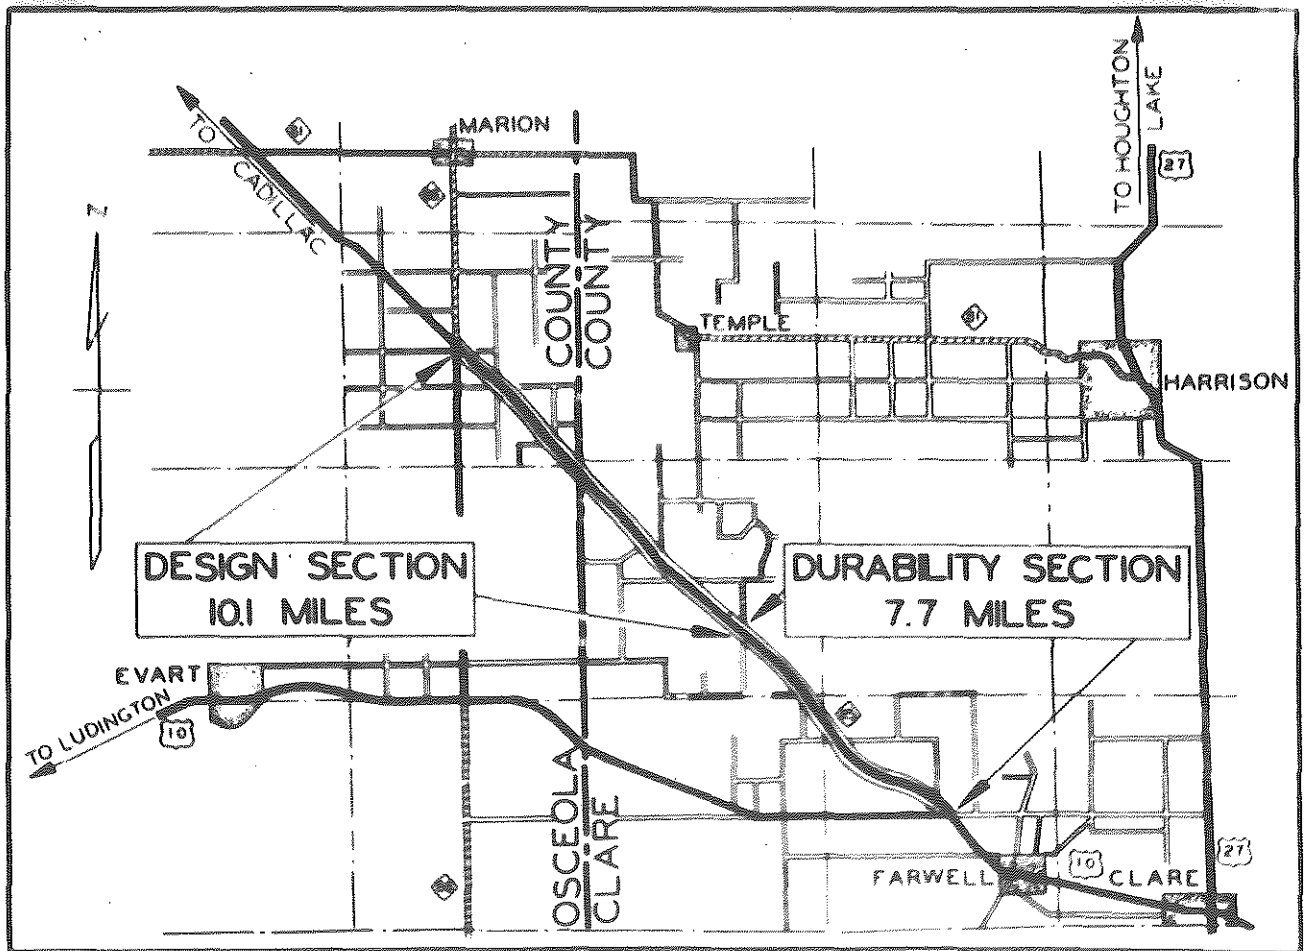 TO HOUGHTON
LAKE
27
MARION
TO
CADILLAC
N
COUNTY
COUNTY
TEMPLE
61
HARRISON
DESIGN SECTION
10.1 MILES
DURABILITY SECTION
7.7 MILES
EVART
TO LUDINGTON
10
OSCEOLA
CLARE
FARWELL
10
CLARE
27